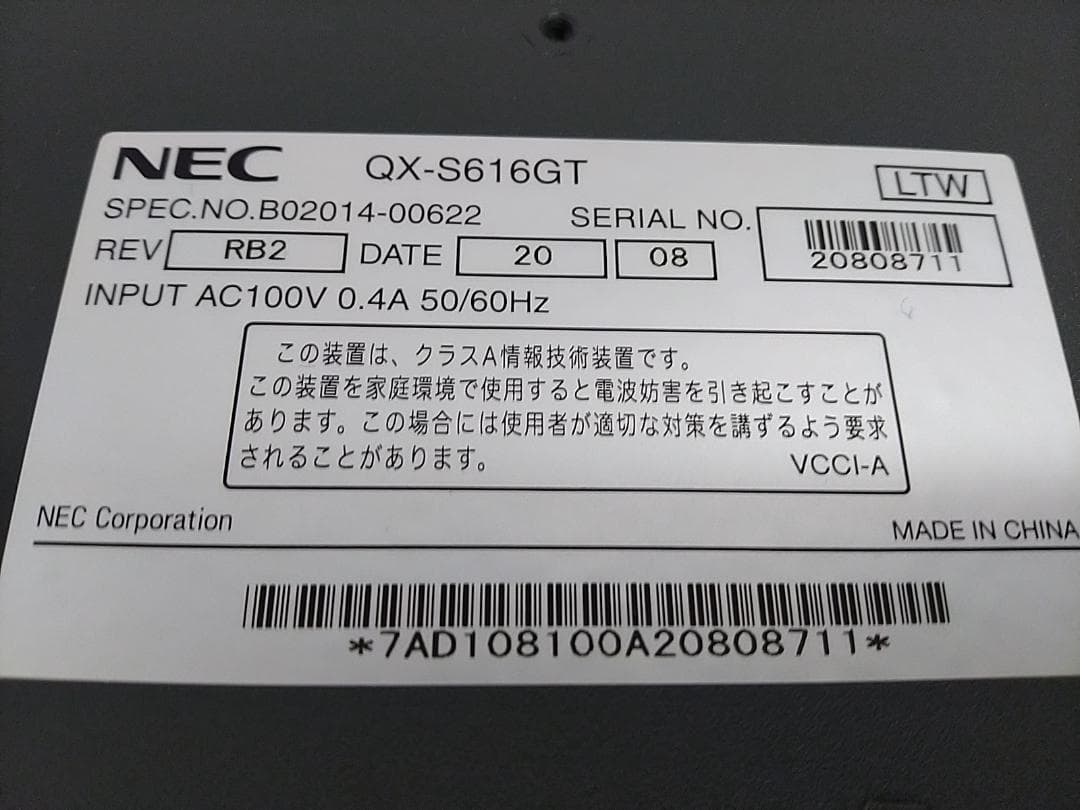 NEC QX-S616GT LTW
SPEC.NO.B02014-00622 SERIAL NO. 20808711
REV RB2 DATE 20 08
INPUT AC100V 0.4A 50/60Hz
この装置は、クラスA情報技術装置です。
この装置を家庭環境で使用すると電波妨害を引き起こすことが
あります。この場合には使用者が適切な対策を講ずるよう要求
されることがあります。 VCCI-A
NEC Corporation MADE IN CHINA
*7AD108100A20808711*